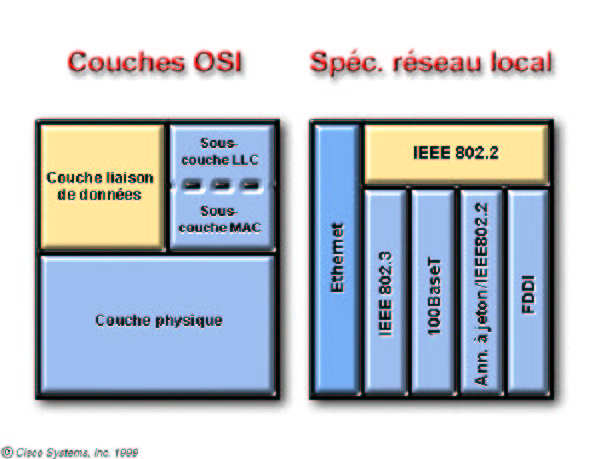 Couches OSI
Spéc. réseau local
Couche liaison
de données
Sous-
couche LLC
Sous-
couche MAC
Couche physique
Ethernet
IEEE 802.2
IEEE 802.3
100BaseT
Ann. à jeton/IEEE802.2
FDDI
© Cisco Systems, Inc. 1999